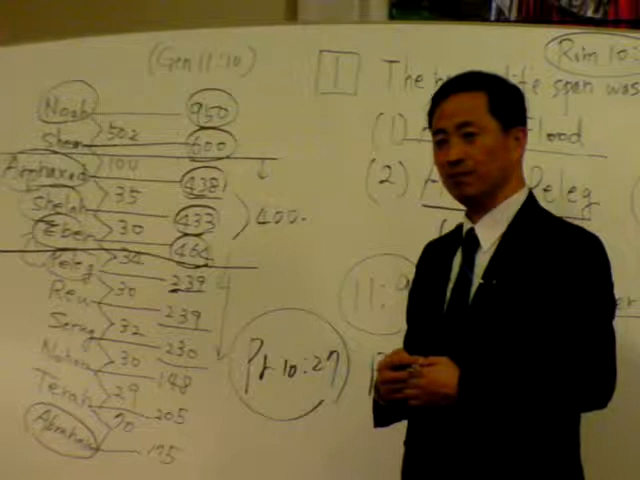 (Gen 11:10)
Noah 950
502
Shem 600
100
Arphaxad 438
35
Shelah 433
30
Eber 464
34
Peleg 239
30
Reu 239
32
Serug 230
30
Nahor 148
29
Terah 205
70
Abraham 175
400.
Pr 10:27
1 The life span was
Rom 10:
(1) Flood
(2) Peleg
11: